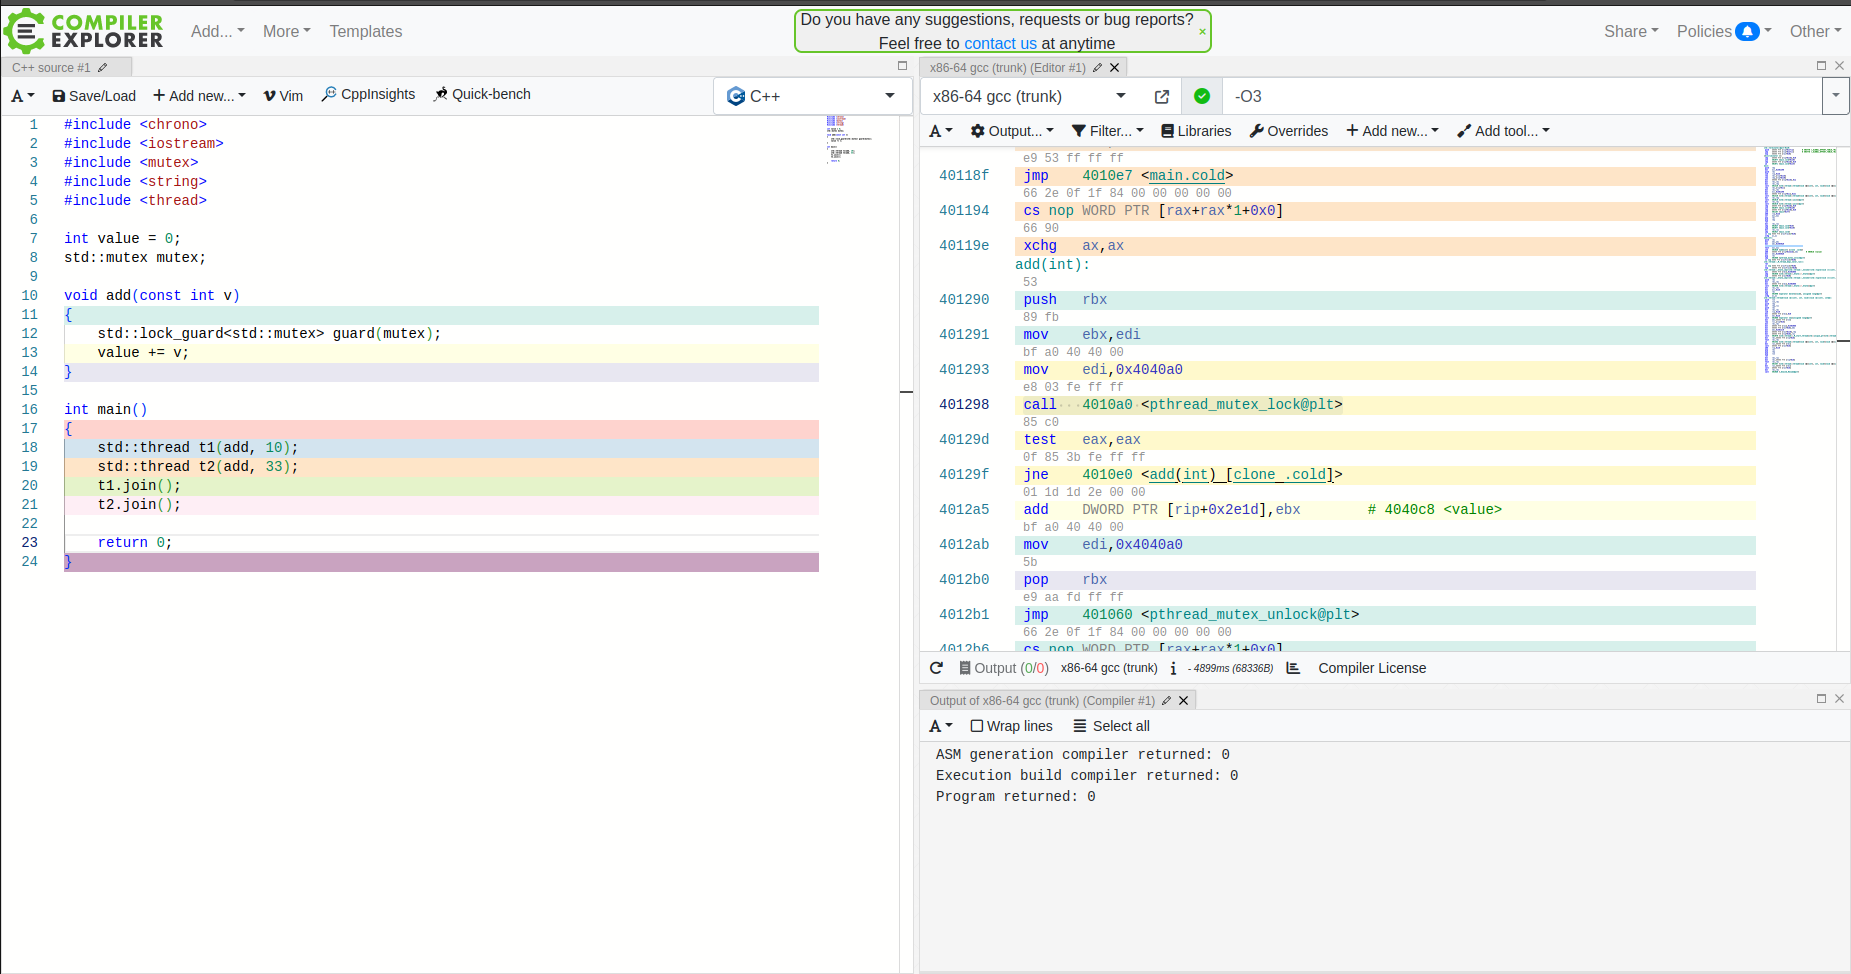 COMPILER
EXPLORER
Add...
More
Templates
Do you have any suggestions, requests or bug reports?
Feel free to contact us at anytime
×
Share
Policies
Other
C++ source #1
A
Save/Load
Add new...
Vim
CppInsights
Quick-bench
C++
1 #include <chrono>
2 #include <iostream>
3 #include <mutex>
4 #include <string>
5 #include <thread>
6
7 int value = 0;
8 std::mutex mutex;
9
10 void add(const int v)
11 {
12 std::lock_guard<std::mutex> guard(mutex);
13 value += v;
14 }
15
16 int main()
17 {
18 std::thread t1(add, 10);
19 std::thread t2(add, 33);
20 t1.join();
21 t2.join();
22
23 return 0;
24 }
x86-64 gcc (trunk) (Editor #1)
x86-64 gcc (trunk)
-O3
A
Output...
Filter...
Libraries
Overrides
Add new...
Add tool...
e9 53 ff ff ff
40118f jmp 4010e7 <main.cold>
66 2e 0f 1f 84 00 00 00 00 00
401194 cs nop WORD PTR [rax+rax*1+0x0]
66 90
40119e xchg ax,ax
add(int):
53
401290 push rbx
89 fb
401291 mov ebx,edi
bf a0 40 40 00
401293 mov edi,0x4040a0
e8 03 fe ff ff
401298 call 4010a0 <pthread_mutex_lock@plt>
85 c0
40129d test eax,eax
0f 85 3b fe ff ff
40129f jne 4010e0 <add(int) [clone .cold]>
01 1d 1d 2e 00 00
4012a5 add DWORD PTR [rip+0x2e1d],ebx # 4040c8 <value>
bf a0 40 40 00
4012ab mov edi,0x4040a0
5b
4012b0 pop rbx
e9 aa fd ff ff
4012b1 jmp 401060 <pthread_mutex_unlock@plt>
66 2e 0f 1f 84 00 00 00 00 00
4012b6 cs nop WORD PTR [rax+rax*1+0x0]
Output (0/0)
x86-64 gcc (trunk)
i
- 4899ms (68336B)
Compiler License
Output of x86-64 gcc (trunk) (Compiler #1)
A
Wrap lines
Select all
ASM generation compiler returned: 0
Execution build compiler returned: 0
Program returned: 0